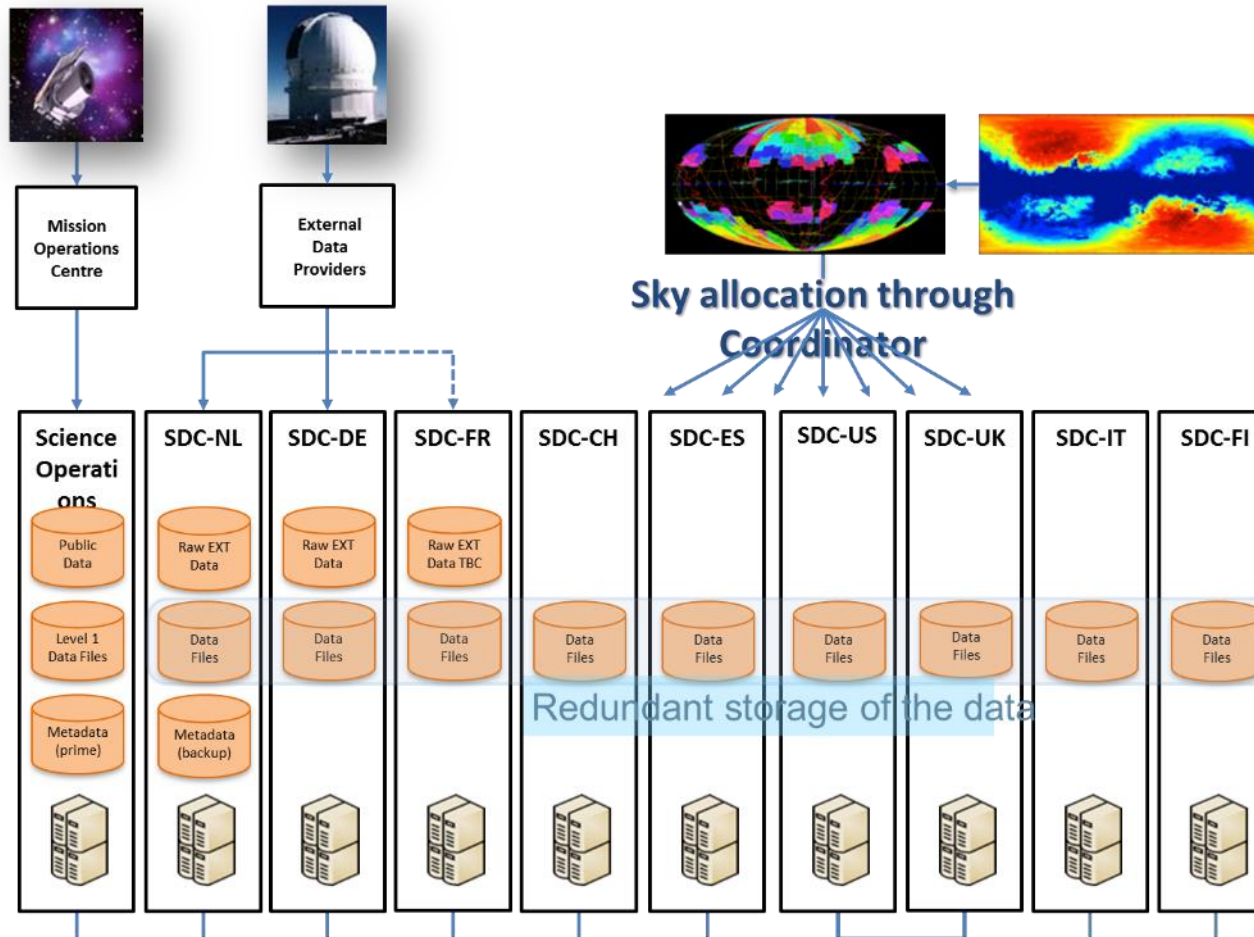 Mission
Operations
Centre
External
Data
Providers
Sky allocation through
Coordinator
Science
Operati
ons
SDC-NL
SDC-DE
SDC-FR
SDC-CH
SDC-ES
SDC-US
SDC-UK
SDC-IT
SDC-FI
Public
Data
Raw EXT
Data
Raw EXT
Data
Raw EXT
Data TBC
Level 1
Data Files
Data
Files
Data
Files
Data
Files
Data
Files
Data
Files
Data
Files
Data
Files
Data
Files
Data
Files
Redundant storage of the data
Metadata
(prime)
Metadata
(backup)